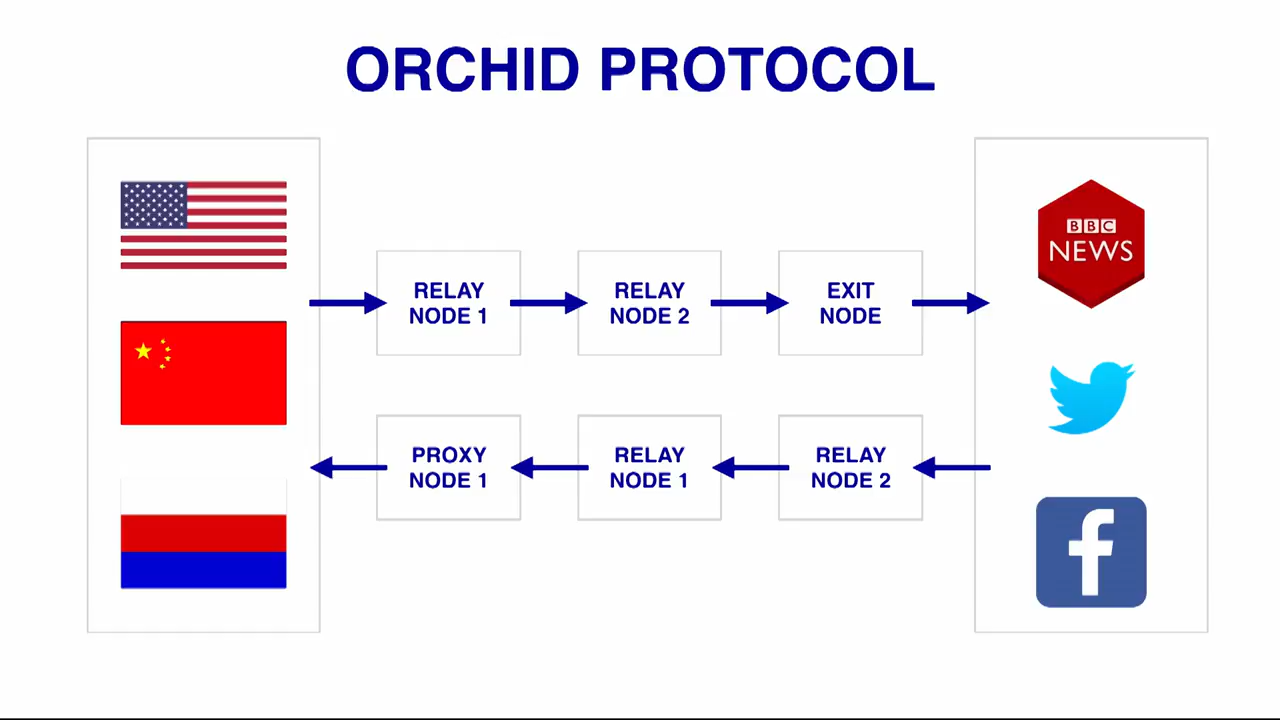 ORCHID PROTOCOL
RELAY
NODE 1
RELAY
NODE 2
EXIT
NODE
BBC
NEWS
PROXY
NODE 1
RELAY
NODE 1
RELAY
NODE 2
f